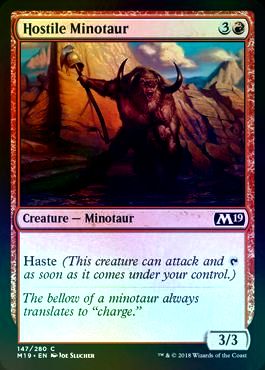 Hostile Minotaur 3
Creature — Minotaur M19
Haste (This creature can attack and
as soon as it comes under your control.)
The bellow of a minotaur always
translates to “charge.”
3/3
147/280 C
M19 • EN JOE SLUCHER ™ & © 2018 Wizards of the Coast